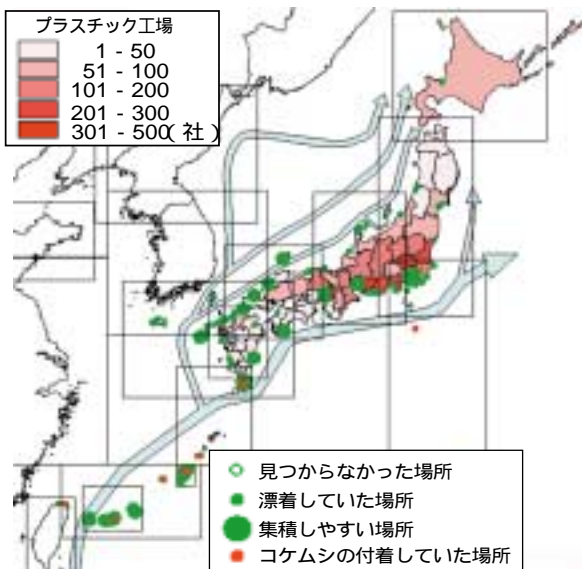 プラスチック工場
1 - 50
51 - 100
101 - 200
201 - 300
301 - 500(社)
見つからなかった場所
漂着していた場所
集積しやすい場所
コケムシの付着していた場所